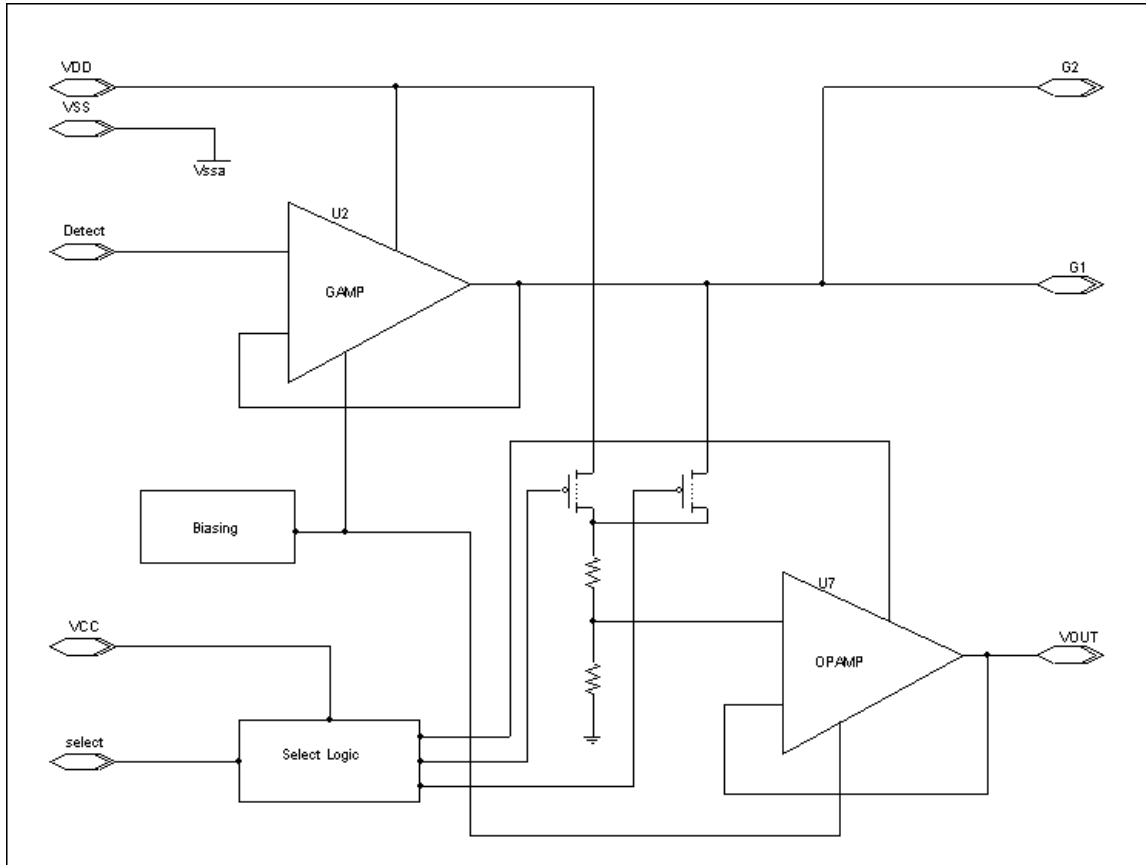 VDD
G2
VSS
Vssa
U2
Detect
G1
GAMP
Biasing
U7
VCC
VOUT
OPAMP
select
Select Logic